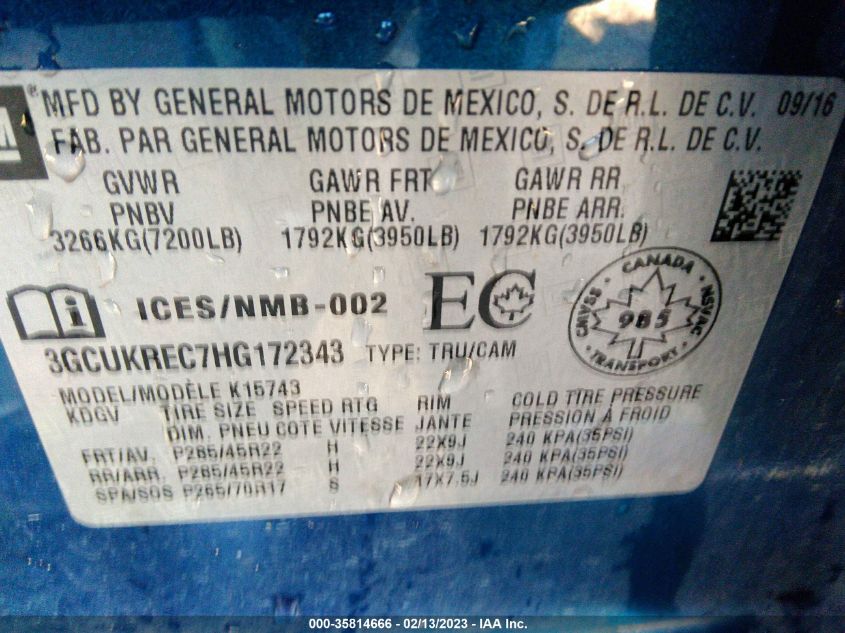 GM ® MFD BY GENERAL MOTORS DE MEXICO, S. DE R.L. DE C.V. 09/16
FAB. PAR GENERAL MOTORS DE MEXICO, S. DE R.L. DE C.V.
GVWR GAWR FRT GAWR RR
PNBV PNBE AV. PNBE ARR.
3266KG(7200LB) 1792KG(3950LB) 1792KG(3950LB)
ICES/NMB-002 EC
CANADA
CMVSS NSVAC
985
TRANSPORT
3GCUKREC7HG172343 TYPE: TRU/CAM
MODEL/MODÈLE K15743
KDGV TIRE SIZE SPEED RTG RIM COLD TIRE PRESSURE
DIM. PNEU COTE VITESSE JANTE PRESSION À FROID
FRT/AV. P285/45R22 H 22X9J 240 KPA(35PSI)
RR/ARR. P285/45R22 H 22X9J 240 KPA(35PSI)
SPA/SOS P265/70R17 S 17X7.5J 240 KPA(35PSI)
000-35814666 - 02/13/2023 - IAA Inc.